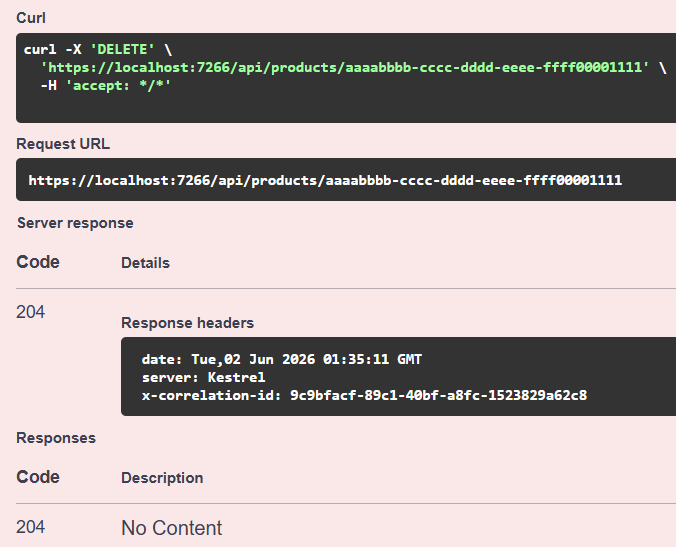 Curl
curl -X 'DELETE' \
'https://localhost:7266/api/products/aaaabbbb-cccc-dddd-eeee-ffff00001111' \
-H 'accept: */*'
Request URL
https://localhost:7266/api/products/aaaabbbb-cccc-dddd-eeee-ffff00001111
Server response
Code Details
204
Response headers
date: Tue,02 Jun 2026 01:35:11 GMT
server: Kestrel
x-correlation-id: 9c9bfacf-89c1-40bf-a8fc-1523829a62c8
Responses
Code Description
204 No Content